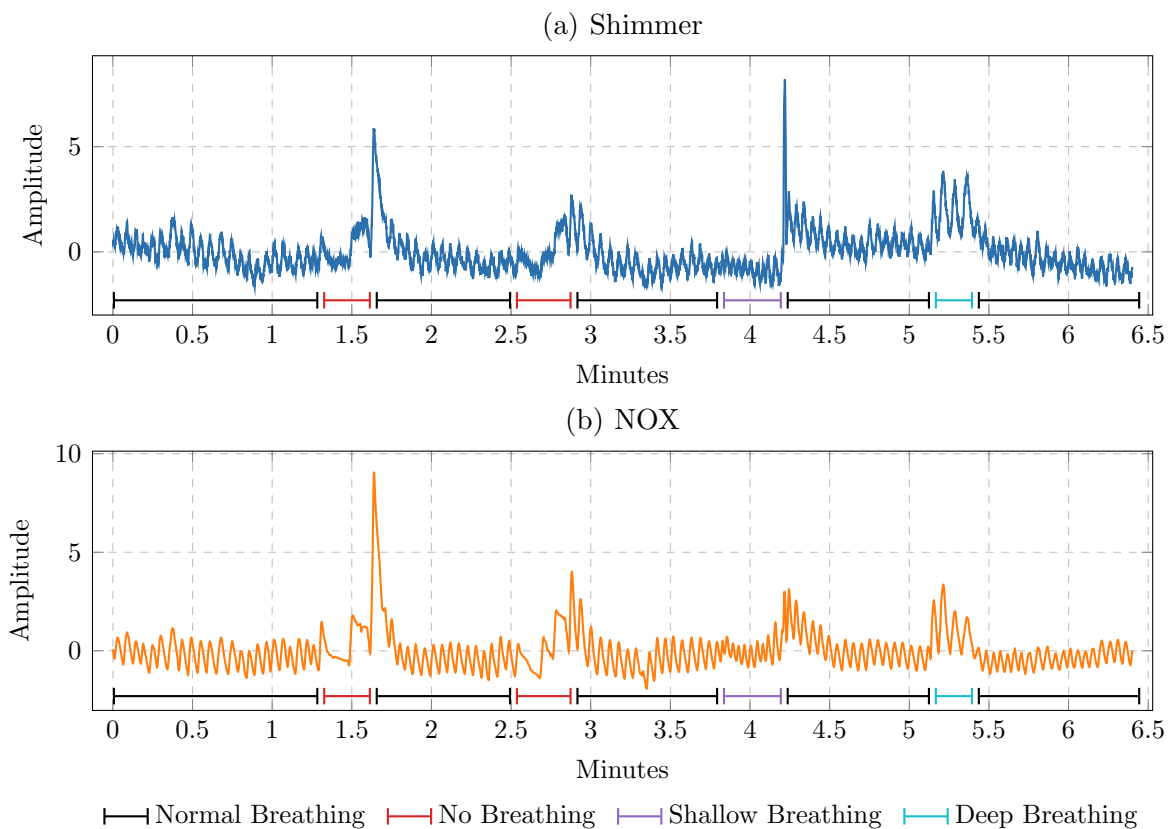 (a) Shimmer
Amplitude
5
0
0 0.5 1 1.5 2 2.5 3 3.5 4 4.5 5 5.5 6 6.5
Minutes
(b) NOX
Amplitude
10
5
0
0 0.5 1 1.5 2 2.5 3 3.5 4 4.5 5 5.5 6 6.5
Minutes
Normal Breathing No Breathing Shallow Breathing Deep Breathing